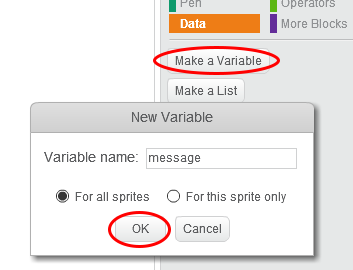 Pen Operators
Data More Blocks
Make a Variable
Make a List
New Variable
Variable name: message
For all sprites For this sprite only
OK Cancel